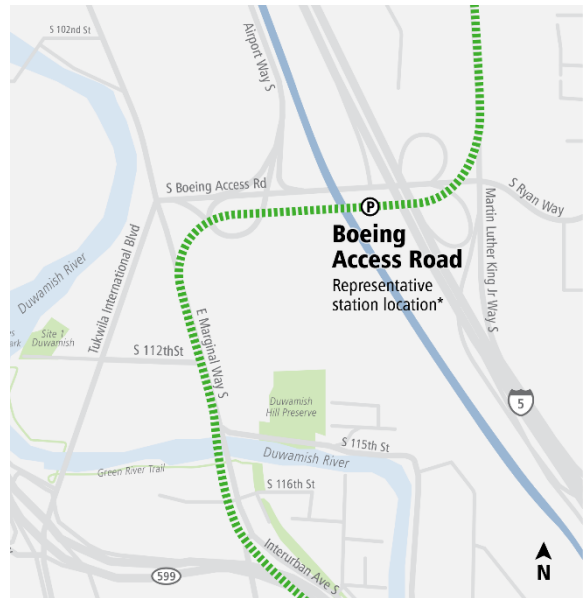 S 102nd St
Airport Way S
S Boeing Access Rd
S Ryan Way
P
Boeing
Access Road
Representative
station location*
Martin Luther King Jr Way S
Duwamish River
Tukwila International Blvd
E Marginal Way S
Site 1
Duwamish
S 112thSt
5
Duwamish
Hill Preserve
S 115th St
Duwamish River
Green River Trail
S 116th St
Interurban Ave S
599
N